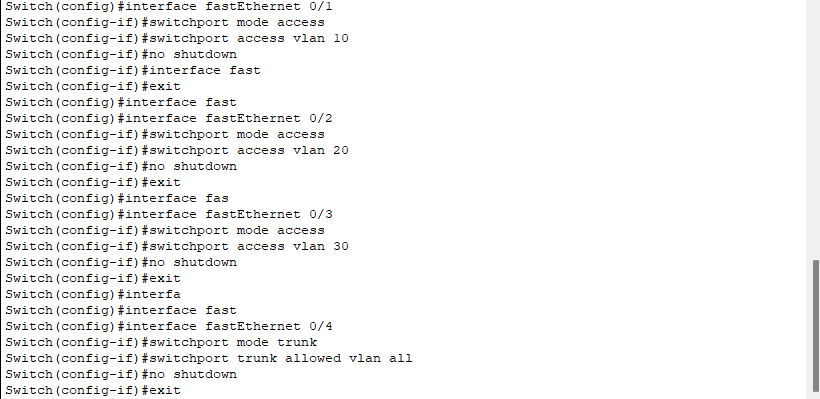 Switch(config)#interface fastEthernet 0/1
Switch(config-if)#switchport mode access
Switch(config-if)#switchport access vlan 10
Switch(config-if)#no shutdown
Switch(config-if)#interface fast
Switch(config-if)#exit
Switch(config)#interface fast
Switch(config)#interface fastEthernet 0/2
Switch(config-if)#switchport mode access
Switch(config-if)#switchport access vlan 20
Switch(config-if)#no shutdown
Switch(config-if)#exit
Switch(config)#interface fas
Switch(config)#interface fastEthernet 0/3
Switch(config-if)#switchport mode access
Switch(config-if)#switchport access vlan 30
Switch(config-if)#no shutdown
Switch(config-if)#exit
Switch(config)#interfa
Switch(config)#interface fast
Switch(config)#interface fastEthernet 0/4
Switch(config-if)#switchport mode trunk
Switch(config-if)#switchport trunk allowed vlan all
Switch(config-if)#no shutdown
Switch(config-if)#exit